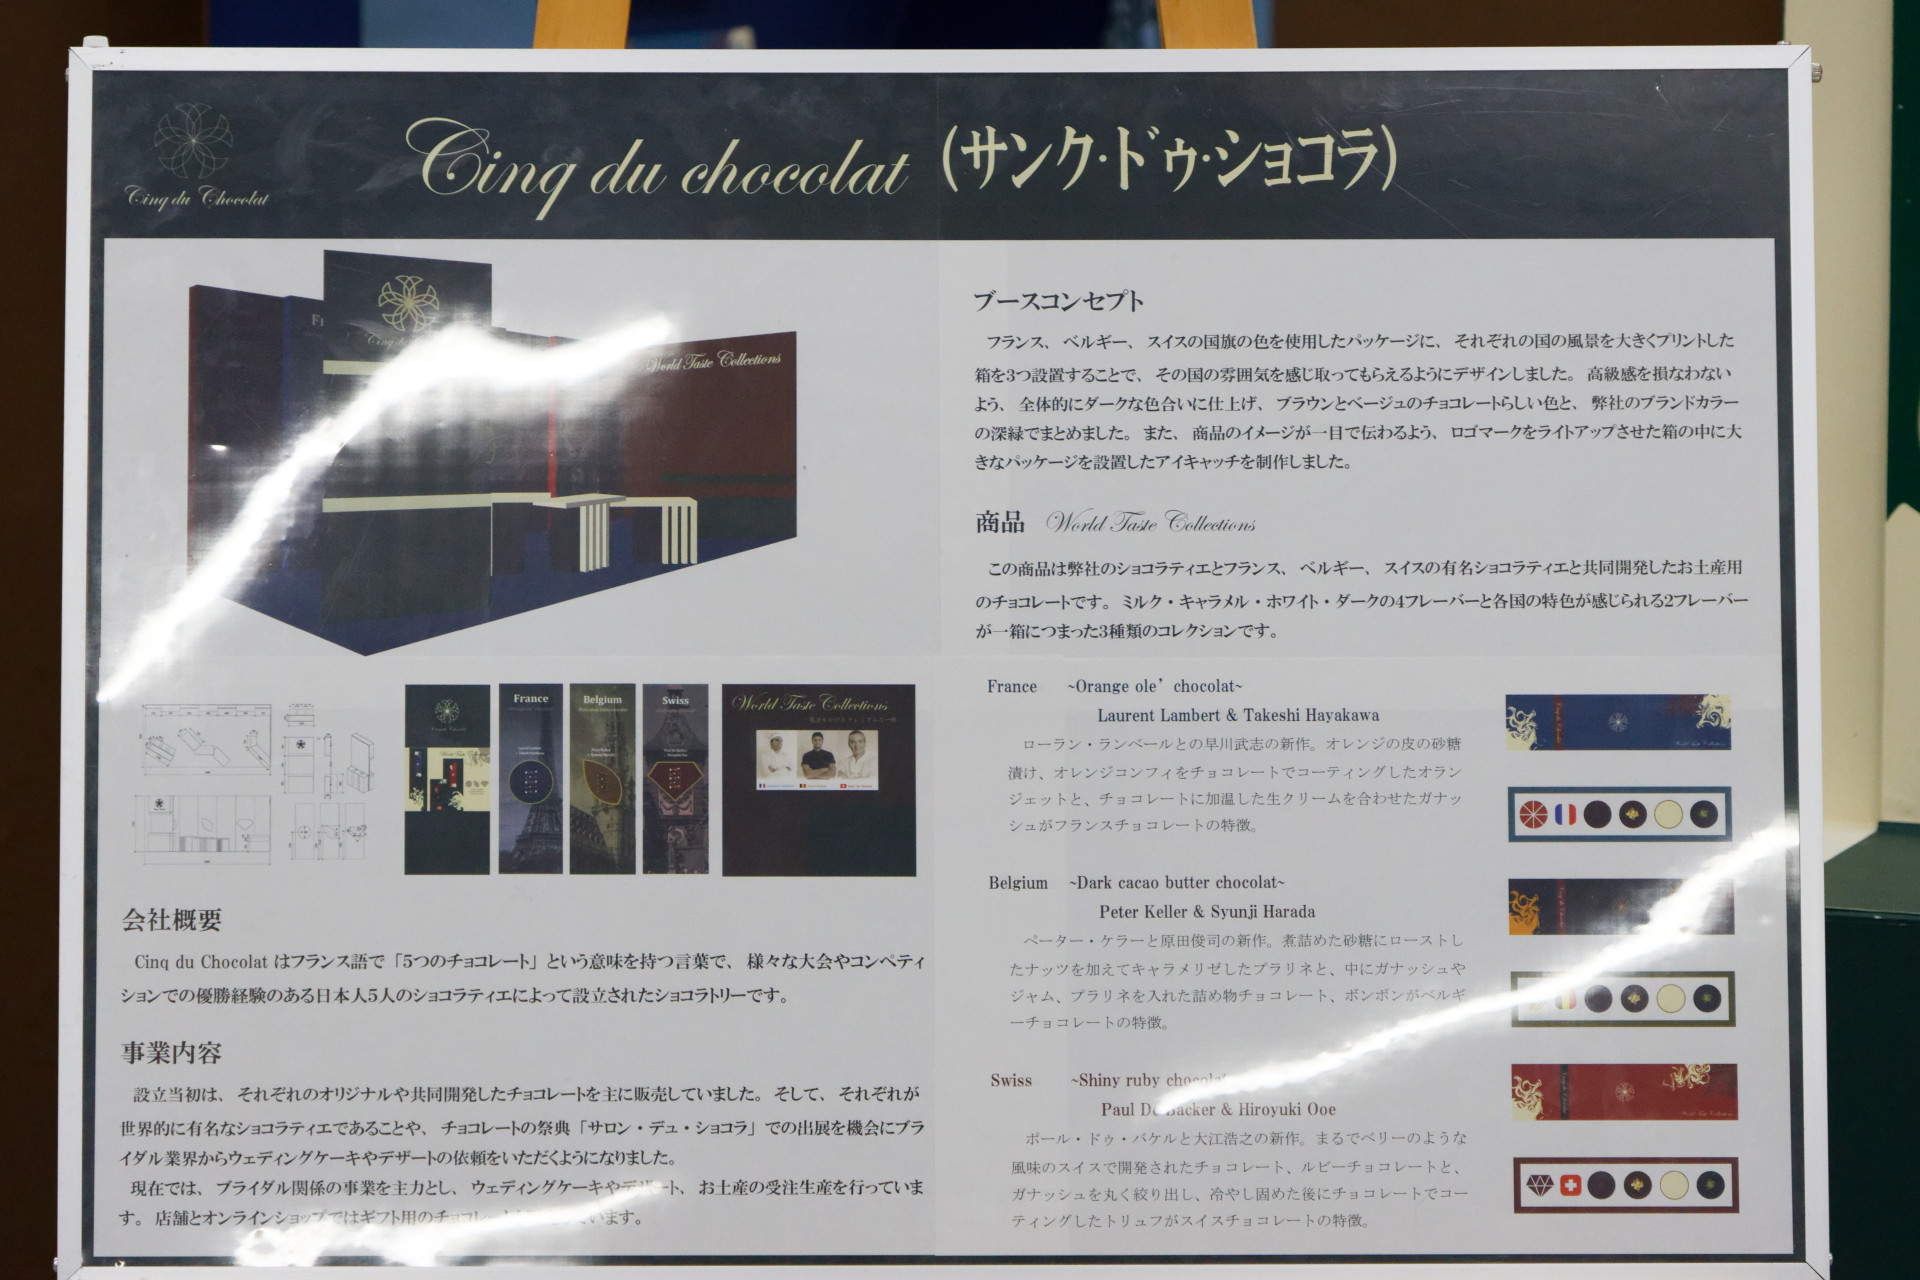 Cinq du Chocolat
Cinq du chocolat (サンク・ドゥ・ショコラ)
World Taste Collections
France
Belgium
Swiss
World Taste Collections
会社概要
Cinq du Chocolat はフランス語で「5つのチョコレート」という意味を持つ言葉で、様々な大会やコンペティ
ションでの優勝経験のある日本人5人のショコラティエによって設立されたショコラトリーです。
事業内容
設立当初は、それぞれのオリジナルや共同開発したチョコレートを主に販売していました。そして、それぞれが
世界的に有名なショコラティエであることや、チョコレートの祭典「サロン・デュ・ショコラ」での出展を機会にブラ
イダル業界からウェディングケーキやデザートの依頼をいただくようになりました。
現在では、ブライダル関係の事業を主力とし、ウェディングケーキやデザート、お土産の受注生産を行っていま
す。店舗とオンラインショップではギフト用のチョコレート います。
ブースコンセプト
フランス、ベルギー、スイスの国旗の色を使用したパッケージに、それぞれの国の風景を大きくプリントした
箱を3つ設置することで、その国の雰囲気を感じ取ってもらえるようにデザインしました。高級感を損なわない
よう、全体的にダークな色合いに仕上げ、ブラウンとベージュのチョコレートらしい色と、弊社のブランドカラー
の深緑でまとめました。また、商品のイメージが一目で伝わるよう、ロゴマークをライトアップさせた箱の中に大
きなパッケージを設置したアイキャッチを制作しました。
商品 World Taste Collections
この商品は弊社のショコラティエとフランス、ベルギー、スイスの有名ショコラティエと共同開発したお土産用
のチョコレートです。ミルク・キャラメル・ホワイト・ダークの4フレーバーと各国の特色が感じられる2フレーバー
が一箱につまった3種類のコレクションです。
France ~Orange ole’ chocolat~
Laurent Lambert & Takeshi Hayakawa
ローラン・ランベールとの早川武志の新作。オレンジの皮の砂糖
漬け、オレンジコンフィをチョコレートでコーティングしたオラン
ジェットと、チョコレートに加温した生クリームを合わせたガナッ
シュがフランスチョコレートの特徴。
Belgium ~Dark cacao butter chocolat~
Peter Keller & Syunji Harada
ペーター・ケラーと原田俊司の新作。煮詰めた砂糖にローストし
たナッツを加えてキャラメリゼしたプラリネと、中にガナッシュや
ジャム、プラリネを入れた詰め物チョコレート、ボンボンがベルギ
ーチョコレートの特徴。
Swiss ~Shiny ruby chocolat
Paul De Backer & Hiroyuki Ooe
ポール・ドゥ・バケルと大江浩之の新作。まるでベリーのような
風味のスイスで開発されたチョコレート、ルビーチョコレートと、
ガナッシュを丸く絞り出し、冷やし固めた後にチョコレートでコー
ティングしたトリュフがスイスチョコレートの特徴。